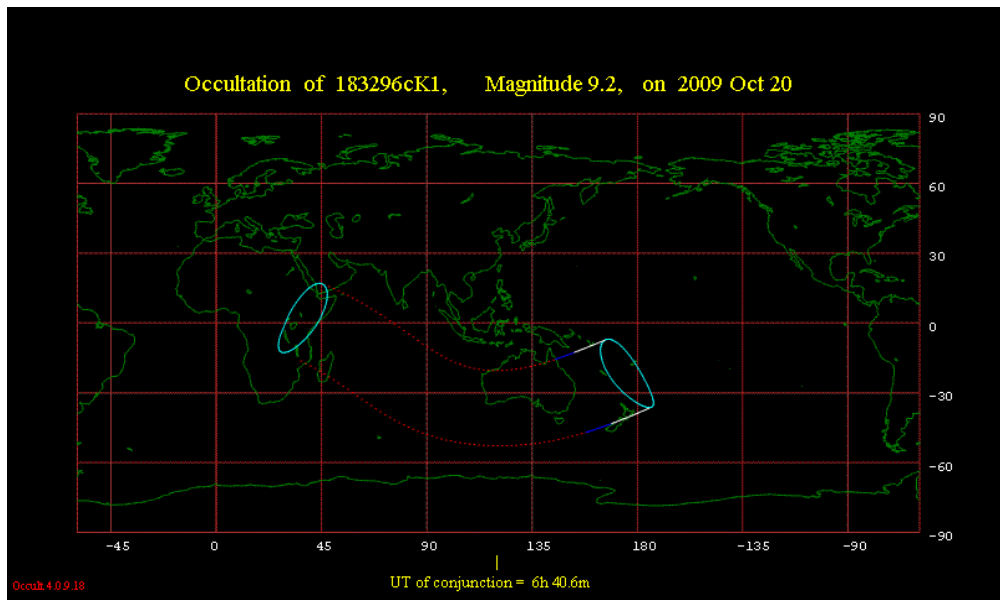 Occultation of 183296cK1, Magnitude 9.2, on 2009 Oct 20
90
60
30
0
-30
-60
-90
-45 0 45 90 135 180 -135 -90
UT of conjunction = 6h 40.6m
Occult 4.0.9.18